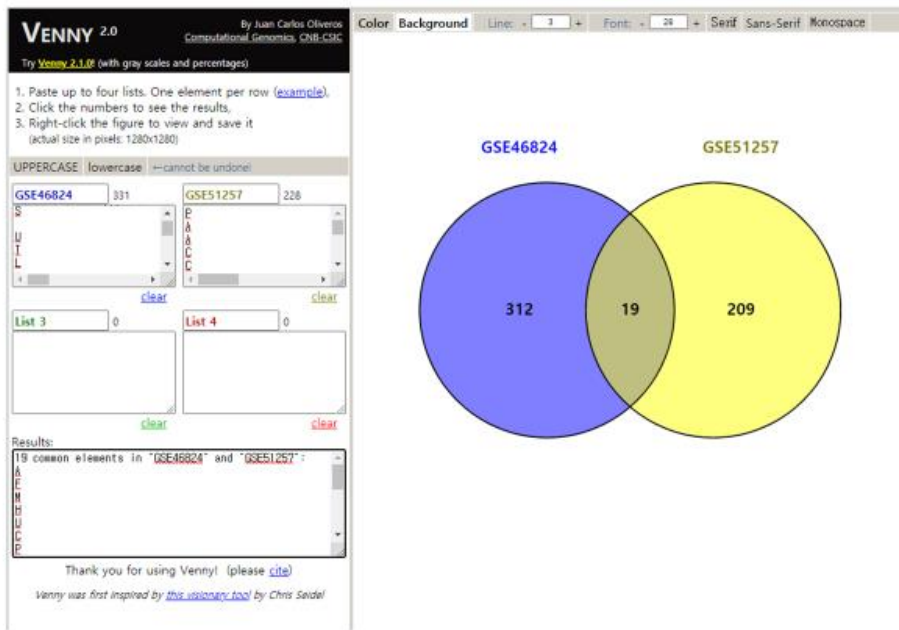 VENNY 2.0
By Juan Carlos Oliveros
Computational Genomics, CNB-CSIC
Try Venny 2.1.0! (with gray scales and percentages)
1. Paste up to four lists. One element per row (example),
2. Click the numbers to see the results,
3. Right-click the figure to view and save it
(actual size in pixels: 1280x1280)
UPPERCASE lowercase ←cannot be undone!
GSE46824 331 GSE51257 228
S
U
I
L
P
A
A
C
C
clear clear
List 3 0 List 4 0
clear clear
Results:
19 common elements in "GSE46824" and "GSE51257":
A
F
M
H
U
C
P
Thank you for using Venny! (please cite)
Venny was first inspired by this visionary tool by Chris Seidel
Color Background Line: - 3 + Font: - 28 + Serif Sans-Serif Monospace
GSE46824 GSE51257
312 19 209